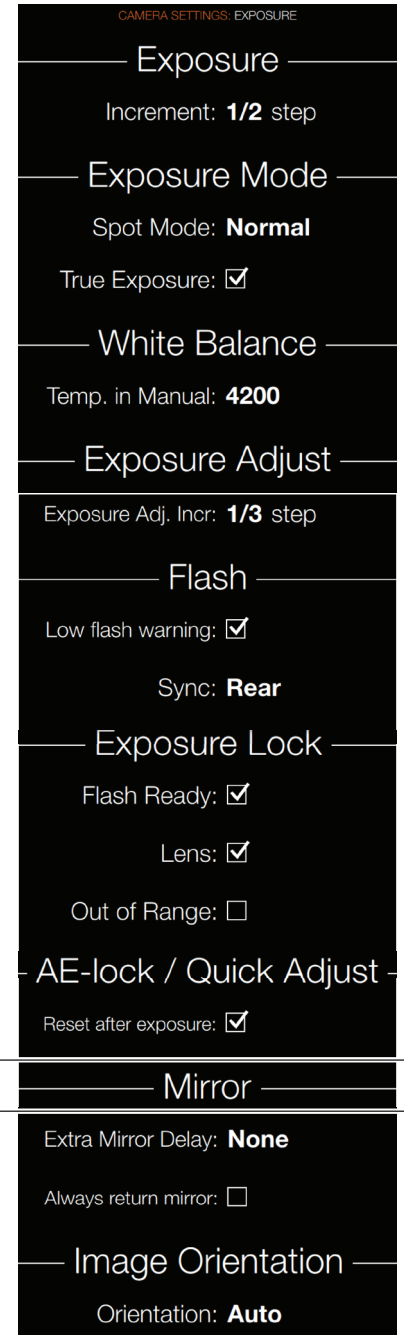 CAMERA SETTINGS: EXPOSURE
Exposure
Increment: 1/2 step
Exposure Mode
Spot Mode: Normal
True Exposure:
White Balance
Temp. in Manual: 4200
Exposure Adjust
Exposure Adj. Incr: 1/3 step
Flash
Low flash warning:
Sync: Rear
Exposure Lock
Flash Ready:
Lens:
Out of Range:
AE-lock / Quick Adjust
Reset after exposure:
Mirror
Extra Mirror Delay: None
Always return mirror:
Image Orientation
Orientation: Auto